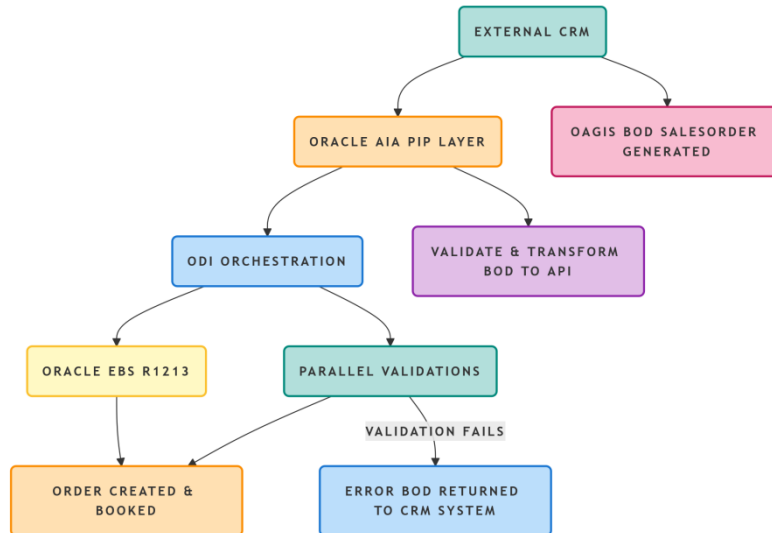 EXTERNAL CRM
ORACLE AIA PIP LAYER
OAGIS BOD SALESORDER
GENERATED
ODI ORCHESTRATION
VALIDATE & TRANSFORM
BOD TO API
ORACLE EBS R1213
PARALLEL VALIDATIONS
VALIDATION FAILS
ORDER CREATED &
BOOKED
ERROR BOD RETURNED
TO CRM SYSTEM